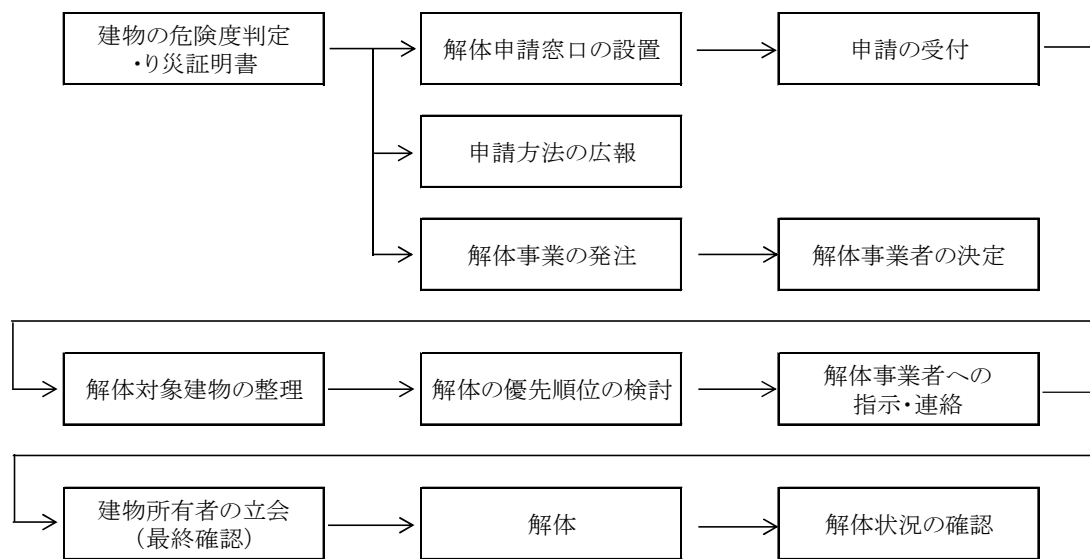 建物の危険度判定
・り災証明書
解体申請窓口の設置
申請の受付
申請方法の広報
解体事業の発注
解体事業者の決定
解体対象建物の整理
解体の優先順位の検討
解体事業者への
指示・連絡
建物所有者の立会
（最終確認）
解体
解体状況の確認